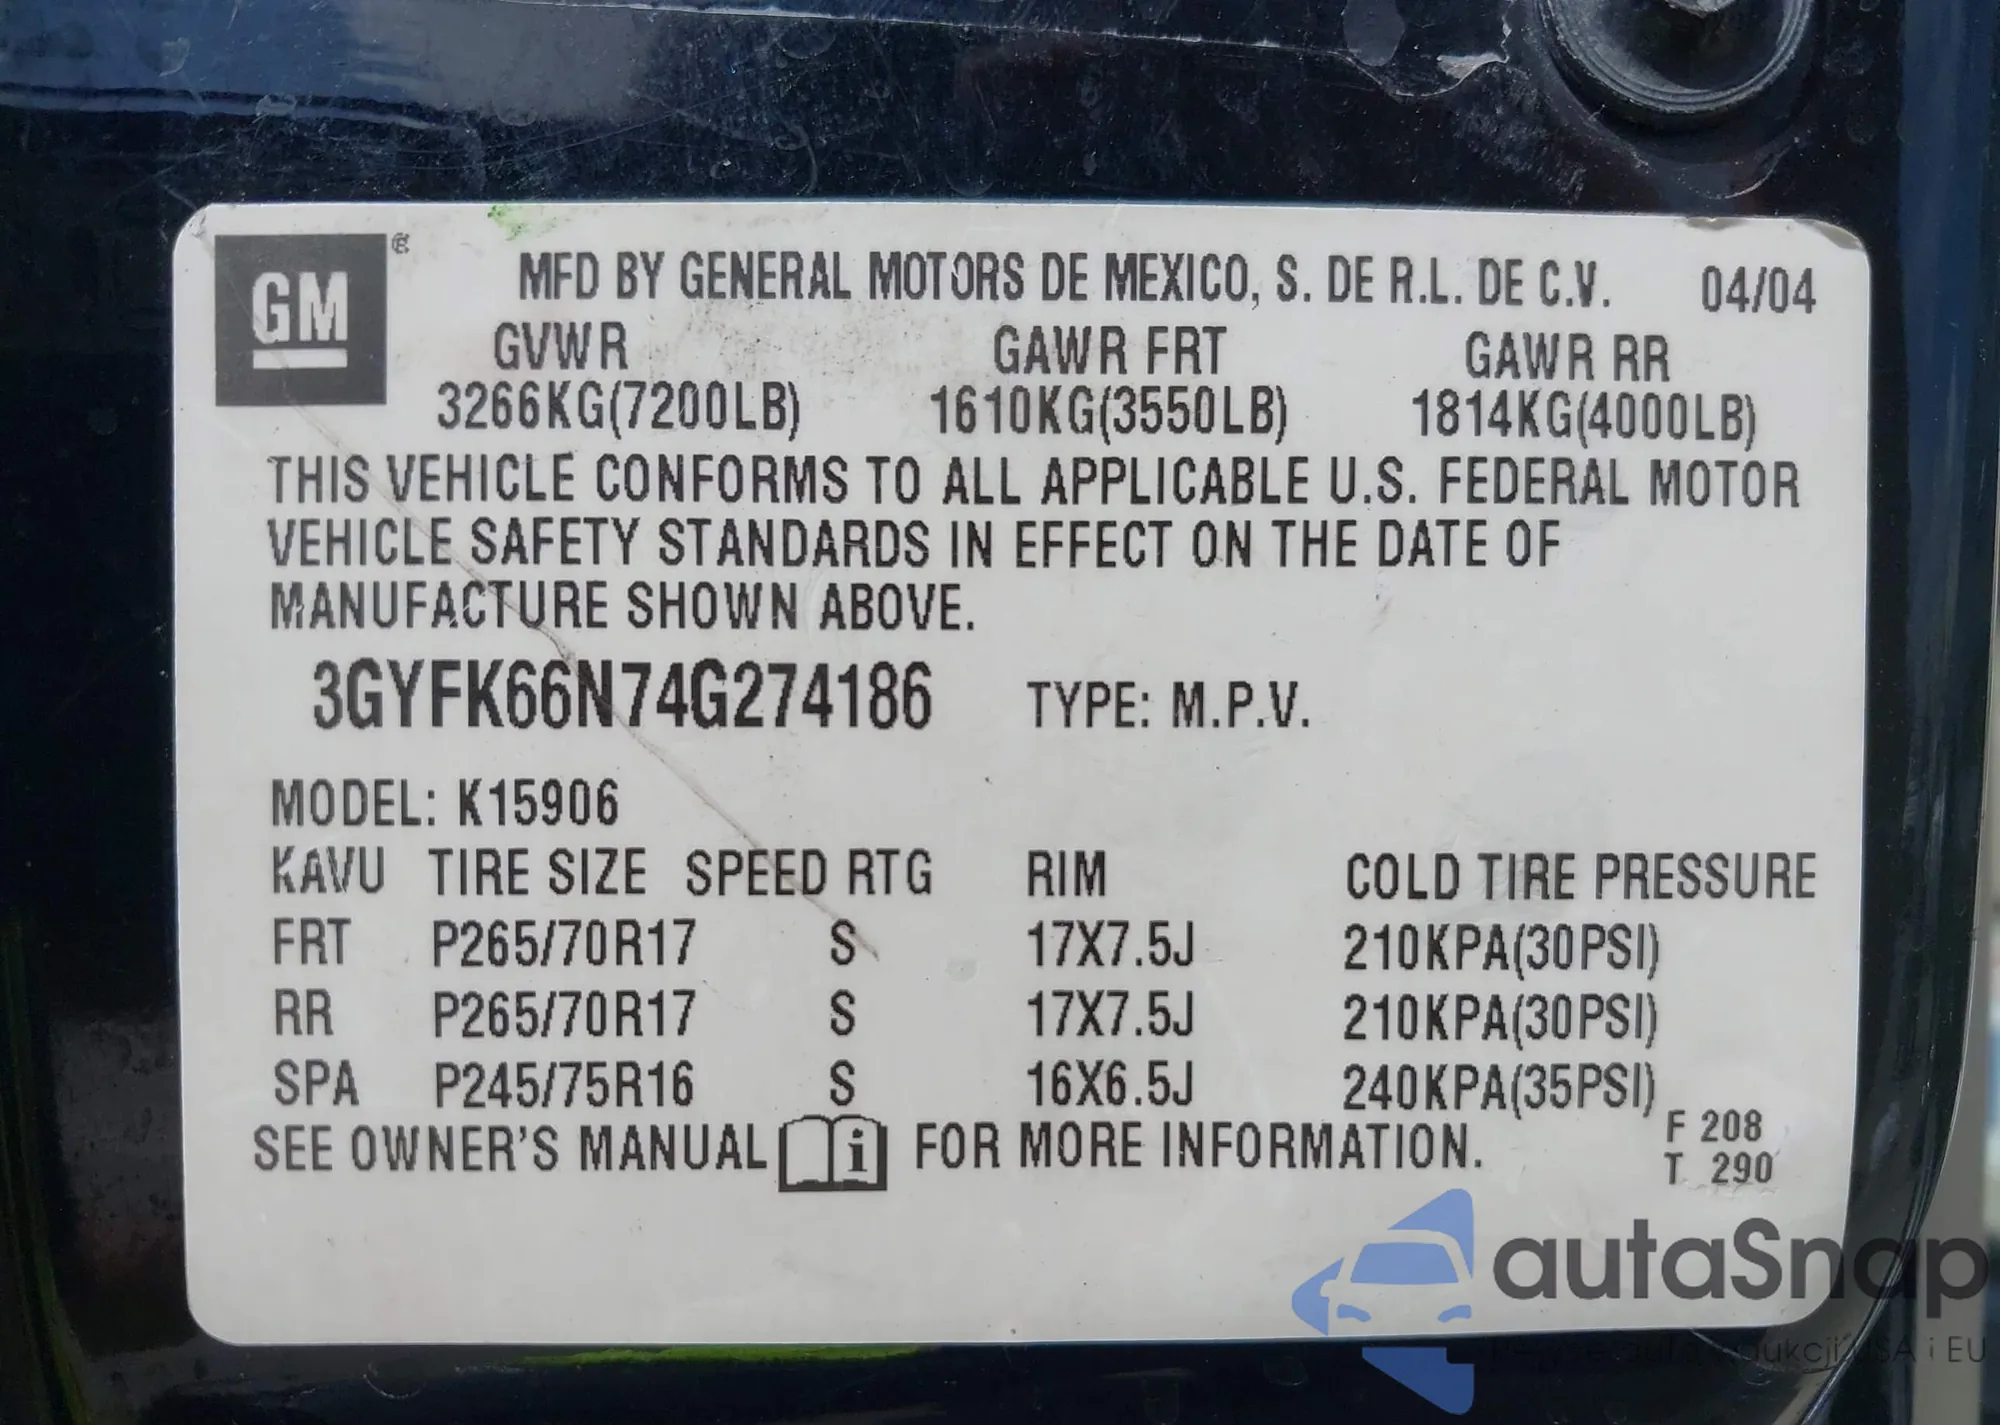 GM ®
MFD BY GENERAL MOTORS DE MEXICO, S. DE R.L. DE C.V. 04/04
GVWR GAWR FRT GAWR RR
3266KG(7200LB) 1610KG(3550LB) 1814KG(4000LB)
THIS VEHICLE CONFORMS TO ALL APPLICABLE U.S. FEDERAL MOTOR
VEHICLE SAFETY STANDARDS IN EFFECT ON THE DATE OF
MANUFACTURE SHOWN ABOVE.
3GYFK66N74G274186 TYPE: M.P.V.
MODEL: K15906
KAVU TIRE SIZE SPEED RTG RIM COLD TIRE PRESSURE
FRT P265/70R17 S 17X7.5J 210KPA(30PSI)
RR P265/70R17 S 17X7.5J 210KPA(30PSI)
SPA P245/75R16 S 16X6.5J 240KPA(35PSI)
SEE OWNER'S MANUAL i FOR MORE INFORMATION.
F 208
T 290
autaSnap
i EU